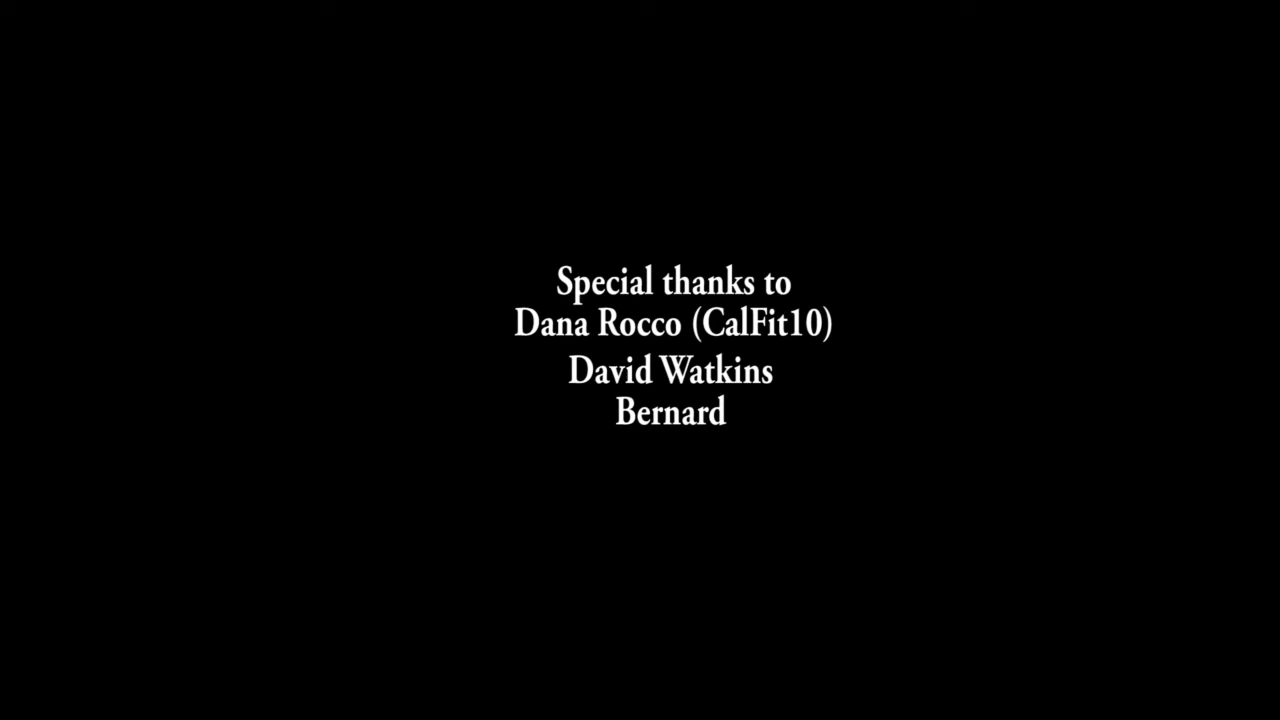 Special thanks to
Dana Rocco (CalFit10)
David Watkins
Bernard